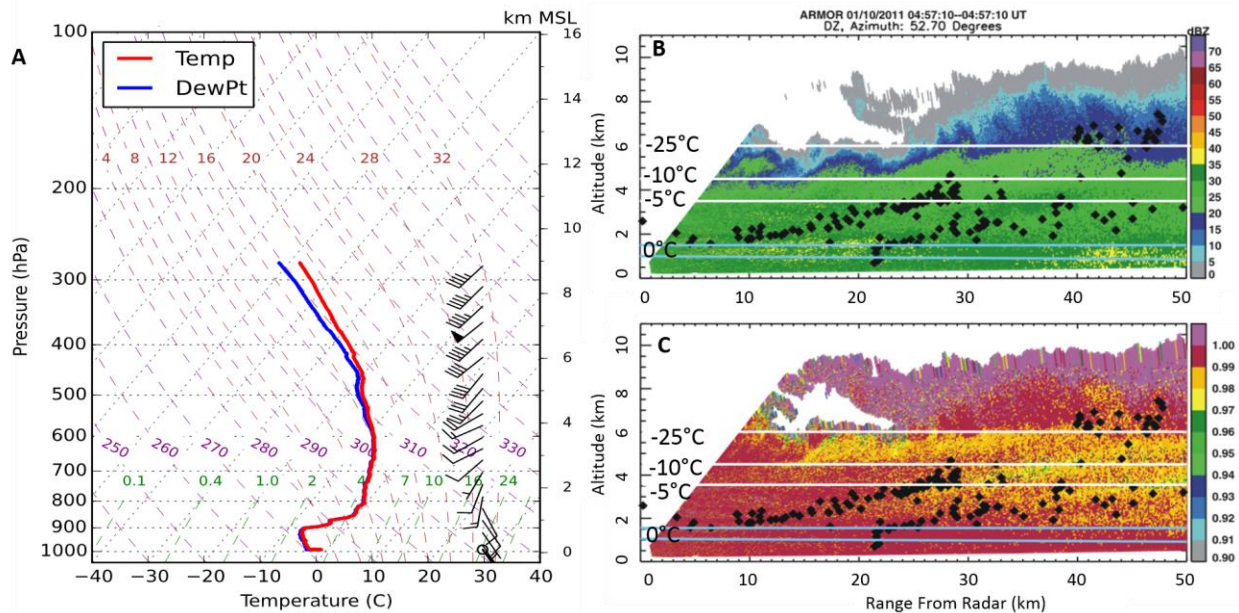 A
km MSL
Temp
DewPt
100
200
300
400
500
600
700
800
900
1000
Pressure (hPa)
16
14
12
10
8
6
4
2
0
4 8 12 16 20 24 28 32
250 260 270 280 290 300 310 320 330
0.1 0.4 1.0 2 4 7 10 16 24
−40 −30 −20 −10 0 10 20 30 40
Temperature (C)
ARMOR 01/10/2011 04:57:10--04:57:10 UT
DZ, Azimuth: 52.70 Degrees
B
dBZ
10
8
6
4
2
0
Altitude (km)
-25°C
-10°C
-5°C
0°C
0 10 20 30 40 50
70
65
60
55
50
45
40
35
30
25
20
15
10
5
0
C
10
8
6
4
2
0
Altitude (km)
-25°C
-10°C
-5°C
0°C
0 10 20 30 40 50
Range From Radar (km)
1.00
0.99
0.98
0.97
0.96
0.95
0.94
0.93
0.92
0.91
0.90